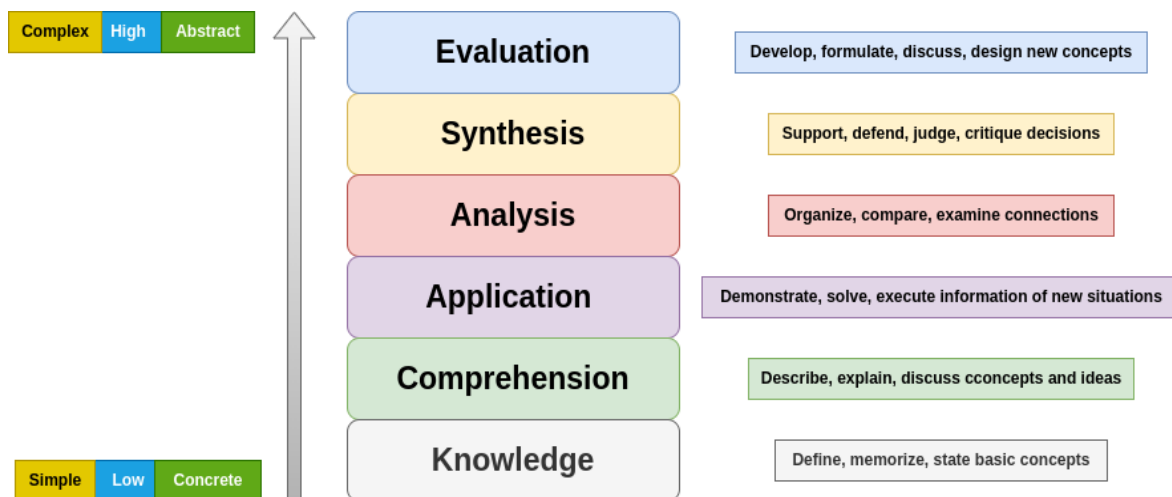 Complex High Abstract
Evaluation
Develop, formulate, discuss, design new concepts
Synthesis
Support, defend, judge, critique decisions
Analysis
Organize, compare, examine connections
Application
Demonstrate, solve, execute information of new situations
Comprehension
Describe, explain, discuss cconcepts and ideas
Knowledge
Define, memorize, state basic concepts
Simple Low Concrete